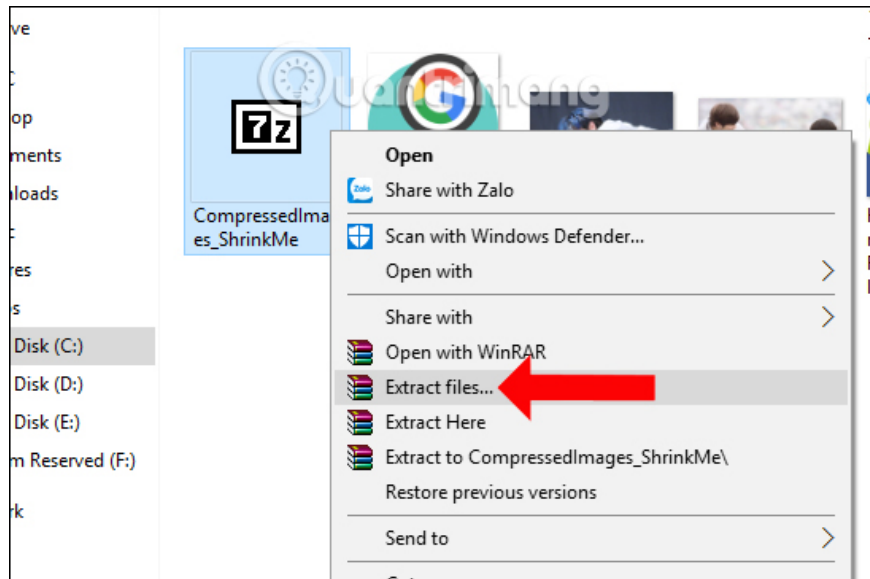 ve
op
ments
nloads
res
s
Disk (C:)
Disk (D:)
Disk (E:)
m Reserved (F:)
rk
Quantrimang
7z
CompressedIma
es_ShrinkMe
Open
Zalo
Share with Zalo
Scan with Windows Defender...
Open with
Share with
Open with WinRAR
Extract files...
Extract Here
Extract to CompressedImages_ShrinkMe\
Restore previous versions
Send to